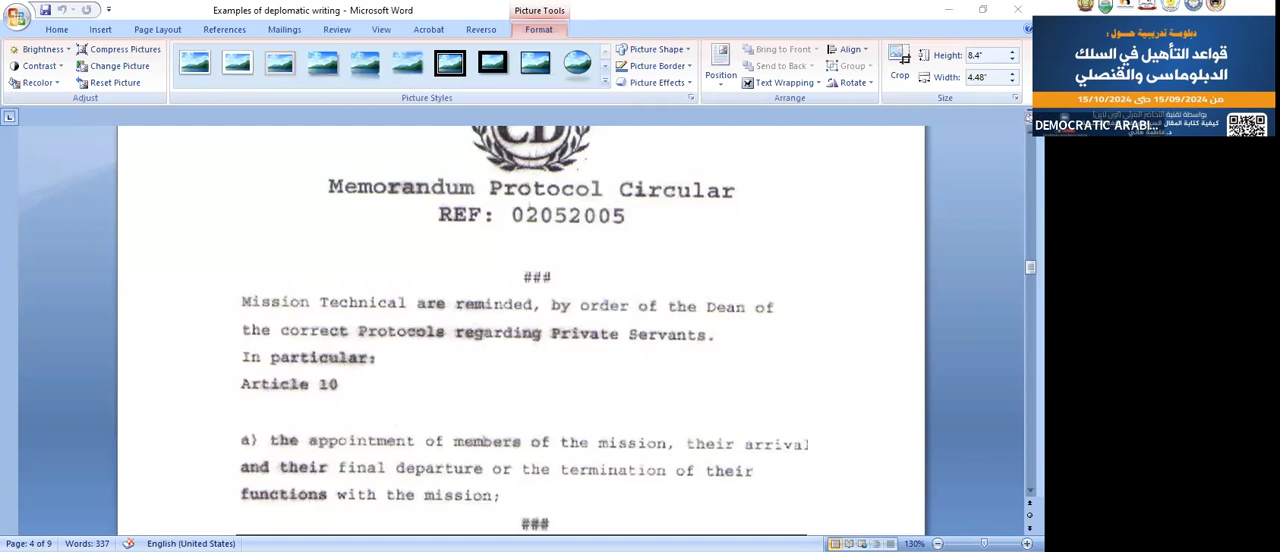 Examples of deplomatic writing - Microsoft Word
Picture Tools
Home
Insert
Page Layout
References
Mailings
Review
View
Acrobat
Reverso
Format
Brightness
Contrast
Recolor
Compress Pictures
Change Picture
Reset Picture
Adjust
Picture Styles
Picture Shape
Picture Border
Picture Effects
Position
Bring to Front
Send to Back
Text Wrapping
Align
Group
Rotate
Arrange
Crop
Height: 8.4"
Width: 4.48"
Size
CD
Memorandum Protocol Circular
REF: 02052005
###
Mission Technical are reminded, by order of the Dean of
the correct Protocols regarding Private Servants.
In particular:
Article 10
a) the appointment of members of the mission, their arrival
and their final departure or the termination of their
functions with the mission;
###
Page: 4 of 9
Words: 337
English (United States)
130%
دبلومة تدريبية حول :
قواعد التأهيل في السلك
الدبلوماسى والقنصلي
من 15/09/2024 حتى 15/10/2024
DEMOCRATIC ARABI...